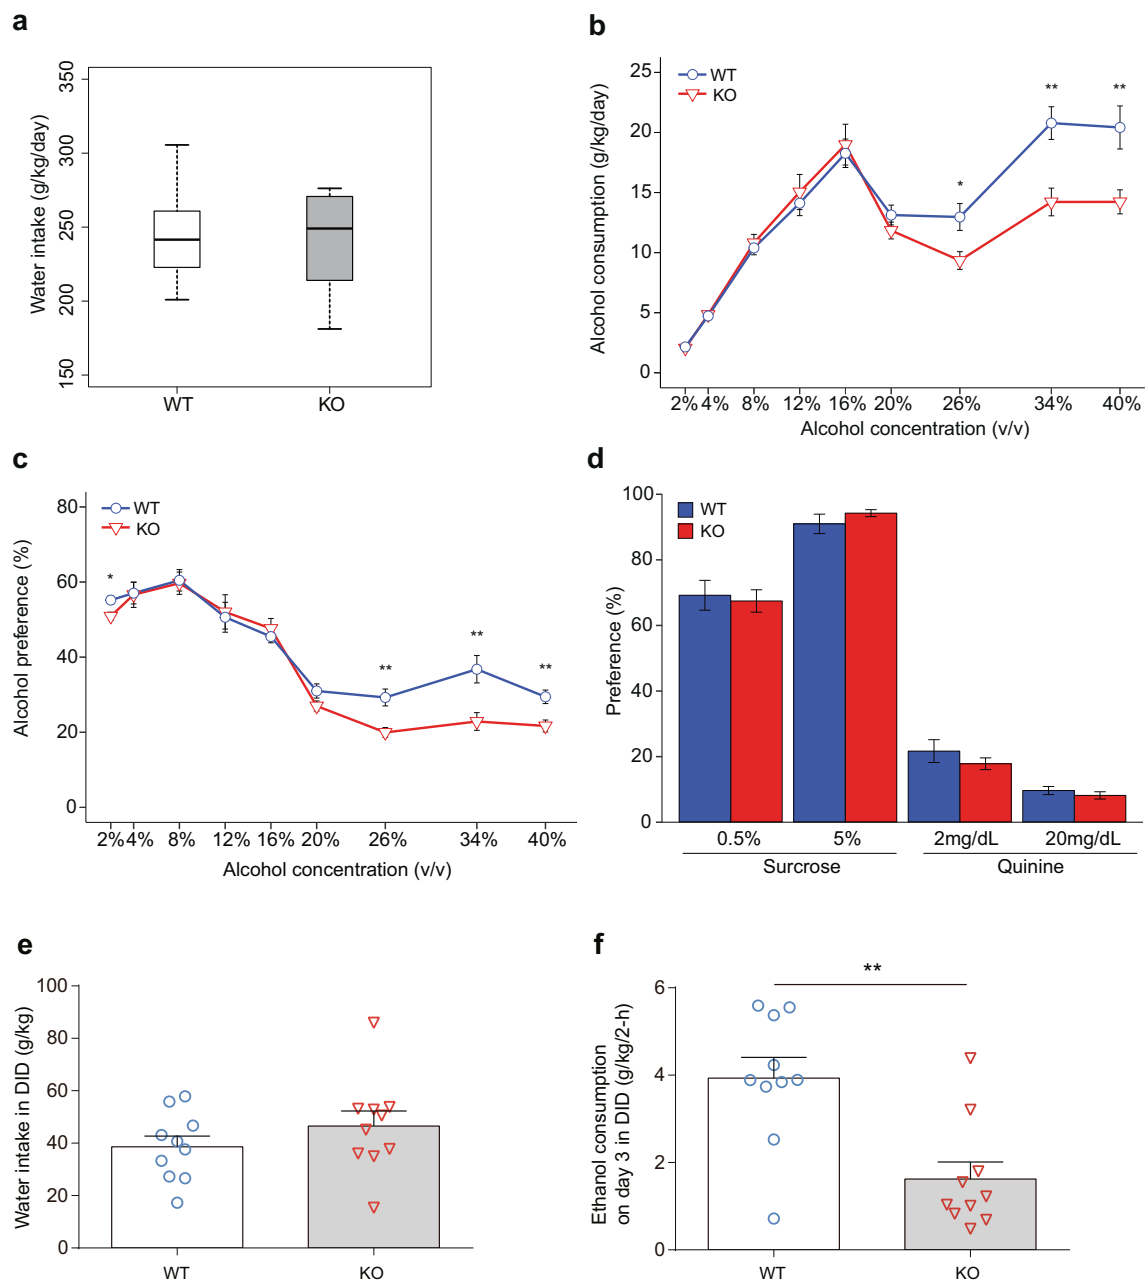 a
Water intake (g/kg/day)
350
300
250
200
150
WT
KO
b
Alcohol consumption (g/kg/day)
25
20
15
10
5
0
WT
KO
*
**
**
2% 4% 8% 12% 16% 20% 26% 34% 40%
Alcohol concentration (v/v)
c
Alcohol preference (%)
80
60
40
20
0
WT
KO
*
**
**
**
2% 4% 8% 12% 16% 20% 26% 34% 40%
Alcohol concentration (v/v)
d
Preference (%)
100
80
60
40
20
0
WT
KO
0.5% 5% 2mg/dL 20mg/dL
Surcrose Quinine
e
Water intake in DID (g/kg)
100
80
60
40
20
0
WT KO
f
Ethanol consumption
on day 3 in DID (g/kg/2-h)
6
4
2
0
**
WT KO